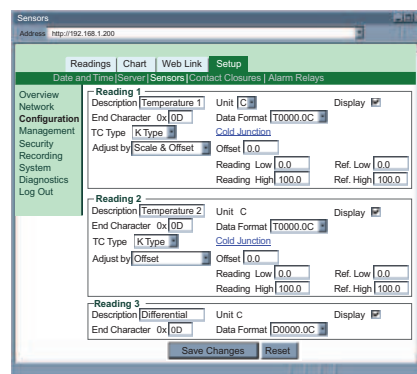 Sensors
Address http://192.168.1.200
Readings Chart Web Link Setup
Date and Time|Server|Sensors|Contact Closures | Alarm Relays
Overview
Network
Configuration
Management
Security
Recording
System
Diagnostics
Log Out
Reading 1
Description Temperature 1 Unit C Display
End Character 0x 0D Data Format T0000.0C
TC Type K Type Cold Junction
Adjust by Scale & Offset Offset 0.0
Reading Low 0.0 Ref. Low 0.0
Reading High 100.0 Ref. High 100.0
Reading 2
Description Temperature 2 Unit C Display
End Character 0x 0D Data Format T0000.0C
TC Type K Type Cold Junction
Adjust by Offset Offset 0.0
Reading Low 0.0 Ref. Low 0.0
Reading High 100.0 Ref. High 100.0
Reading 3
Description Differential Unit C Display
End Character 0x 0D Data Format D0000.0C
Save Changes Reset